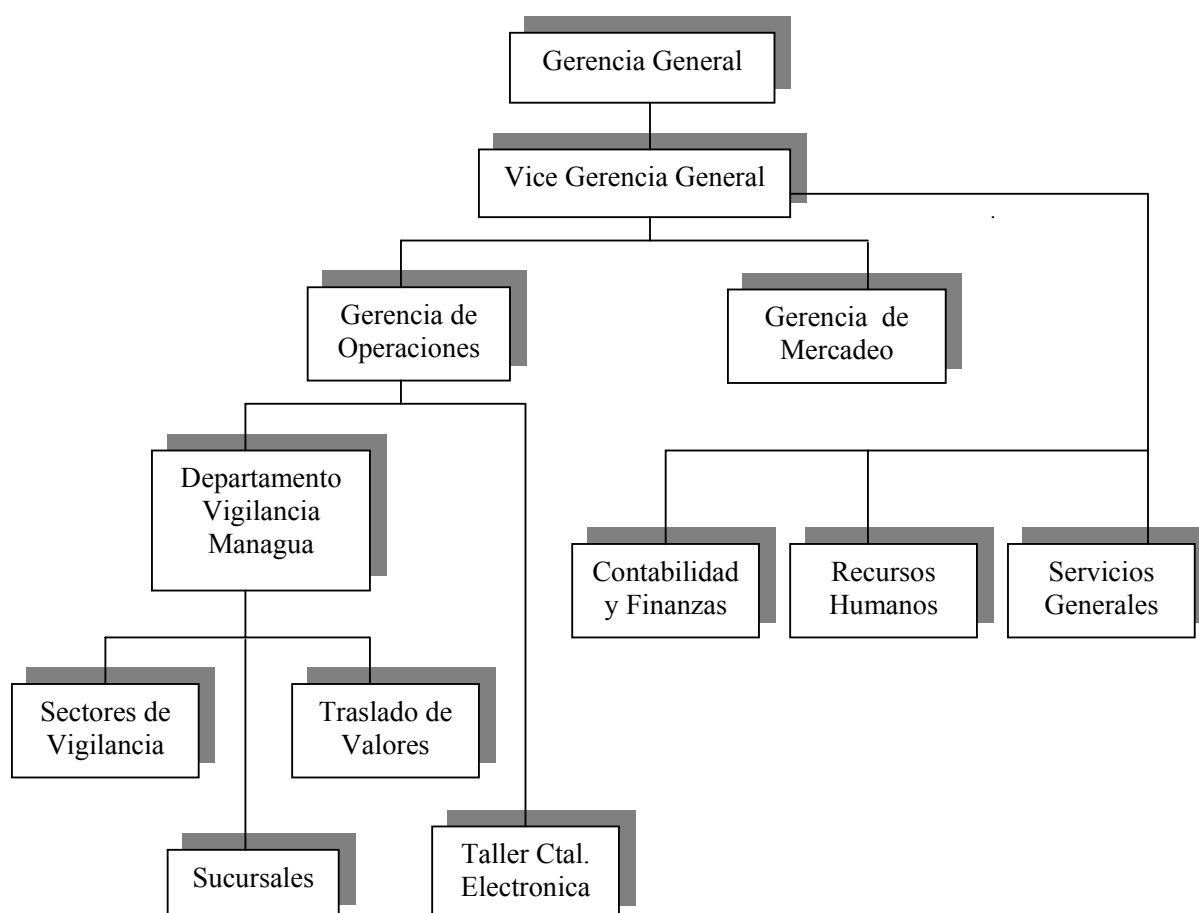 Gerencia General
Vice Gerencia General
Gerencia de
Operaciones
Gerencia de
Mercadeo
Departamento
Vigilancia
Managua
Contabilidad
y Finanzas
Recursos
Humanos
Servicios
Generales
Sectores de
Vigilancia
Traslado de
Valores
Sucursales
Taller Ctal.
Electronica